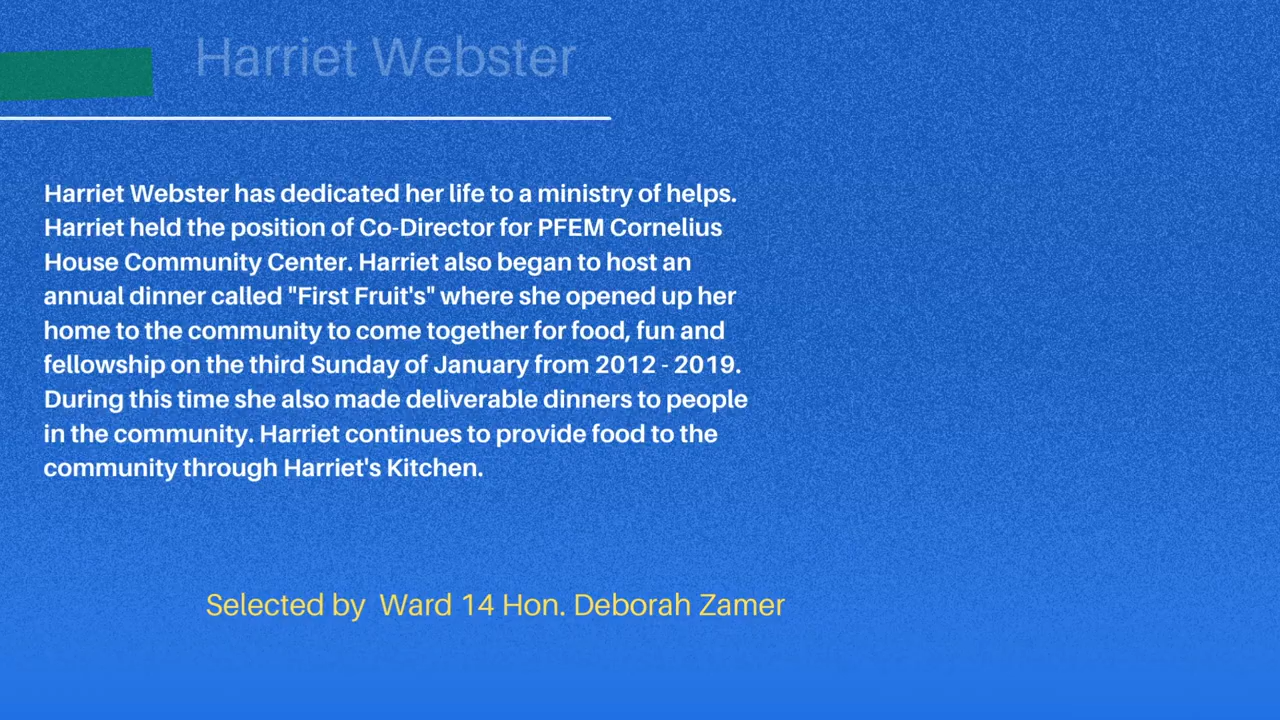 Harriet Webster
Harriet Webster has dedicated her life to a ministry of helps.
Harriet held the position of Co-Director for PFEM Cornelius
House Community Center. Harriet also began to host an
annual dinner called "First Fruit's" where she opened up her
home to the community to come together for food, fun and
fellowship on the third Sunday of January from 2012 - 2019.
During this time she also made deliverable dinners to people
in the community. Harriet continues to provide food to the
community through Harriet's Kitchen.
Selected by  Ward 14 Hon. Deborah Zamer